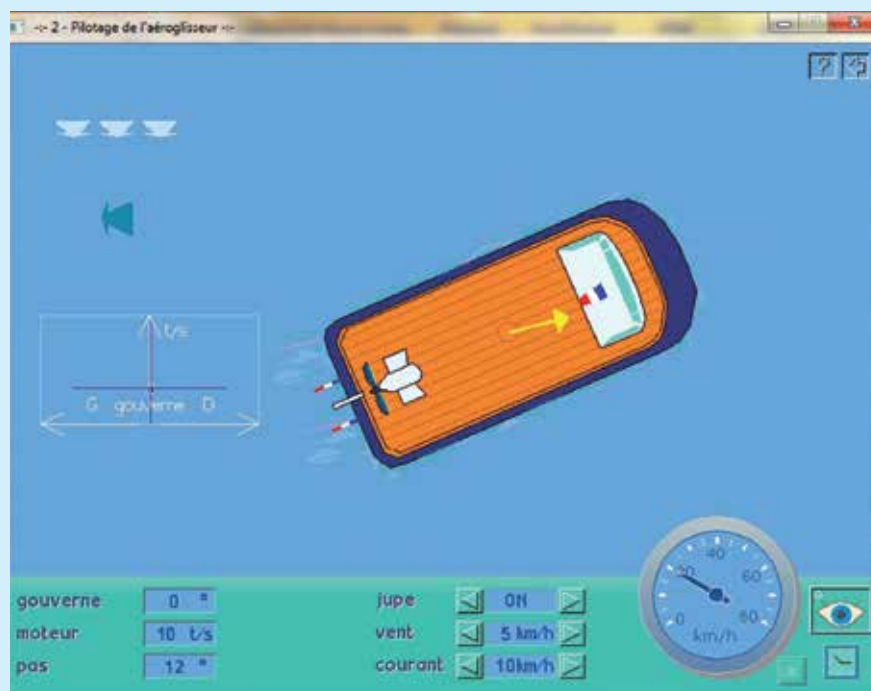 -:- 2 - Pilotage de l'aéroglisseur -:-
?
t/s
G gouverne D
gouverne 0 °
moteur 10 t/s
pas 12 °
jupe ON
vent 5 km/h
courant 10km/h
0 20 40 60 80
km/h